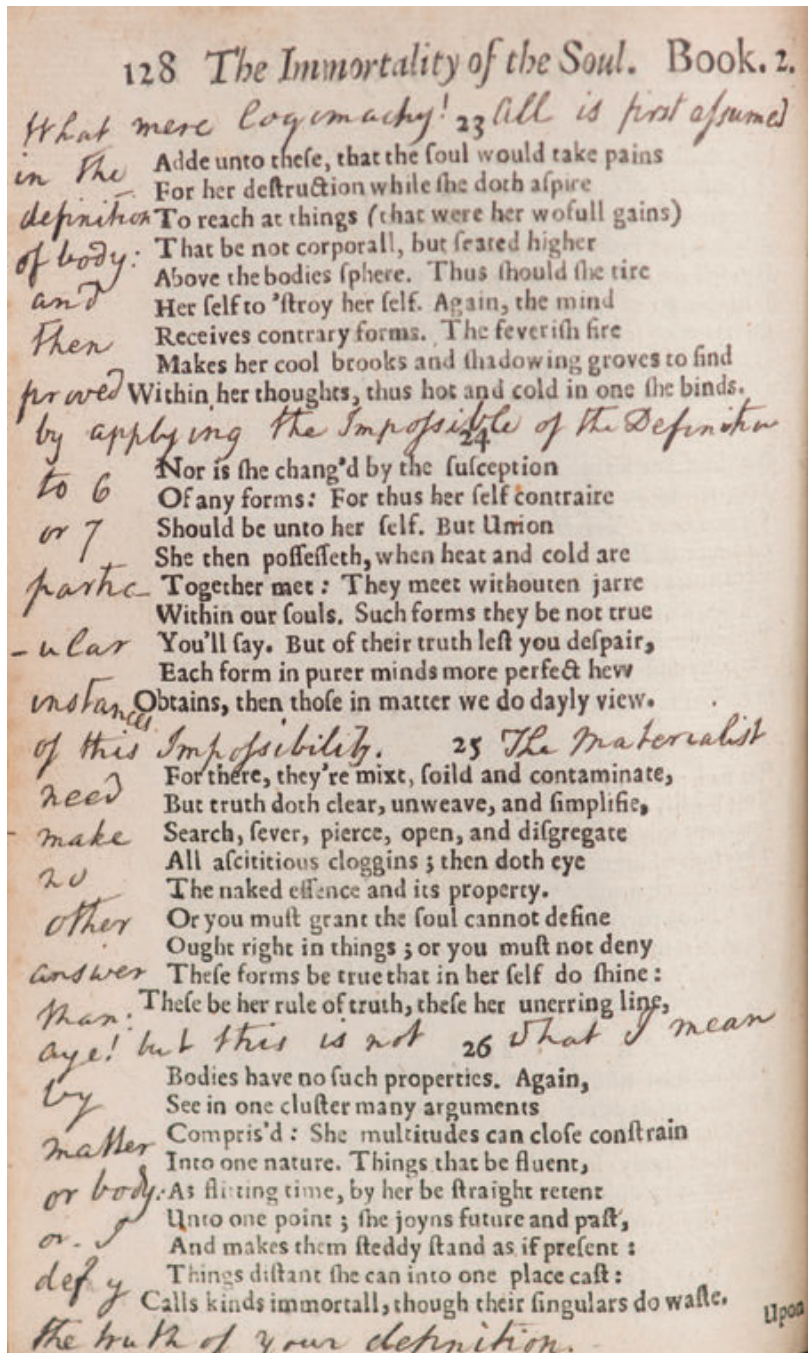 128 The Immortality of the Soul. Book. 2.
What mere logomachy! 23 All is first assumed
in the Adde unto theſe, that the ſoul would take pains
For her deſtruction while ſhe doth aſpire
definition To reach at things (that were her wofull gains)
of body: That be not corporall, but ſeated higher
Above the bodies ſphere. Thus ſhould ſhe tire
and Her ſelf to 'ſtroy her ſelf. Again, the mind
then Receives contrary forms. The feveriſh fire
Makes her cool brooks and ſhadowing groves to find
proved Within her thoughts, thus hot and cold in one ſhe binds.
by applying the Impossible 24 of the Definition
Nor is ſhe chang'd by the ſuſception
to 6 Of any forms: For thus her ſelf contraire
or 7 Should be unto her ſelf. But Union
She then poſſeſſeth, when heat and cold are
partic- Together met: They meet withouten jarre
Within our ſouls. Such forms they be not true
-ular You'll ſay. But of their truth leſt you deſpair,
Each form in purer minds more perfect hew
instances Obtains, then thoſe in matter we do dayly view.
of this Impossibility. 25 The Materialist
For there, they're mixt, ſoild and contaminate,
need But truth doth clear, unweave, and ſimplifie,
make Search, ſever, pierce, open, and diſgregate
no All aſcititious cloggins; then doth eye
The naked eſſence and its property.
other Or you muſt grant the ſoul cannot define
Ought right in things; or you muſt not deny
answer Theſe forms be true that in her ſelf do ſhine:
than: Theſe be her rule of truth, theſe her unerring line,
aye! but this is not 26 what I mean
Bodies have no ſuch properties. Again,
by See in one cluſter many arguments
matter Compris'd: She multitudes can cloſe conſtrain
Into one nature. Things that be fluent,
or body: As flitting time, by her be ſtraight retent
Unto one point; ſhe joyns future and paſt,
or. I And makes them ſteddy ſtand as if preſent:
defy Things diſtant ſhe can into one place caſt:
Calls kinds immortall, though their ſingulars do waſte.
Upon
the truth of your definition.